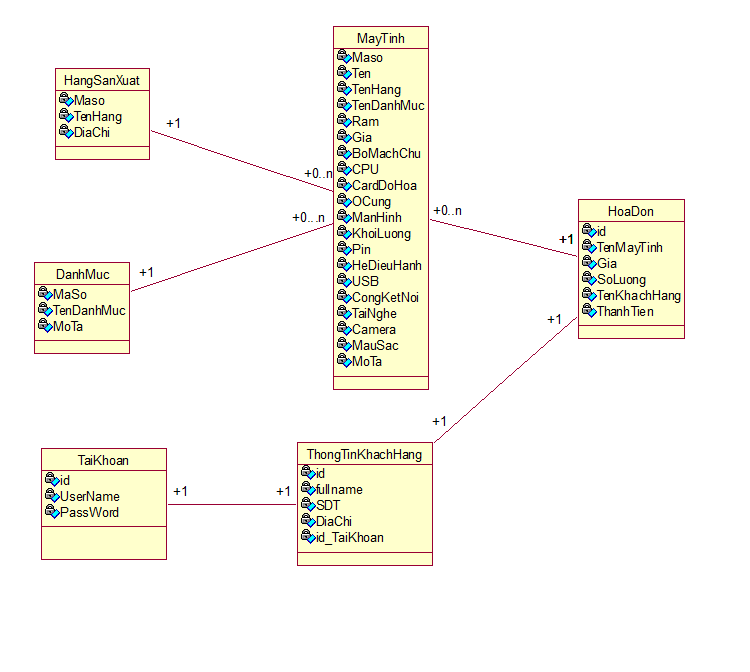 HangSanXuat
Maso
TenHang
DiaChi
+1
+0..n
MayTinh
Maso
Ten
TenHang
TenDanhMuc
Ram
Gia
BoMachChu
CPU
CardDoHoa
OCung
ManHinh
KhoiLuong
Pin
HeDieuHanh
USB
CongKetNoi
TaiNghe
Camera
MauSac
MoTa
+0...n
+1
DanhMuc
MaSo
TenDanhMuc
MoTa
+0..n
+1
HoaDon
id
TenMayTinh
Gia
SoLuong
TenKhachHang
ThanhTien
+1
+1
TaiKhoan
id
UserName
PassWord
+1
+1
ThongTinKhachHang
id
fullname
SDT
DiaChi
id_TaiKhoan